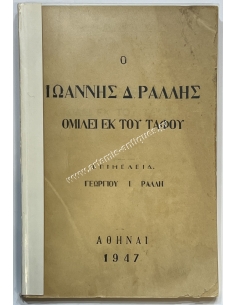 Ο
ΙΩΑΝΝΗΣ Δ ΡΑΛΛΗΣ
ΟΜΙΛΕΙ ΕΚ ΤΟΥ ΤΑΦΟΥ
ΕΠΙΜΕΛΕΙΑ
ΓΕΩΡΓΙΟΥ Ι ΡΑΛΛΗ
ΑΘΗΝΑΙ
1947